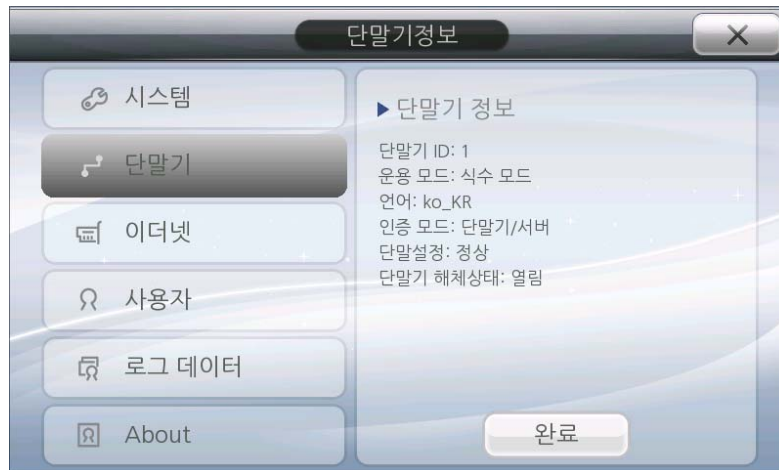 단말기정보
시스템
단말기
이더넷
사용자
로그 데이터
About
▶단말기 정보
단말기 ID: 1
운용 모드: 식수 모드
언어: ko_KR
인증 모드: 단말기/서버
단말설정: 정상
단말기 해체상태: 열림
완료